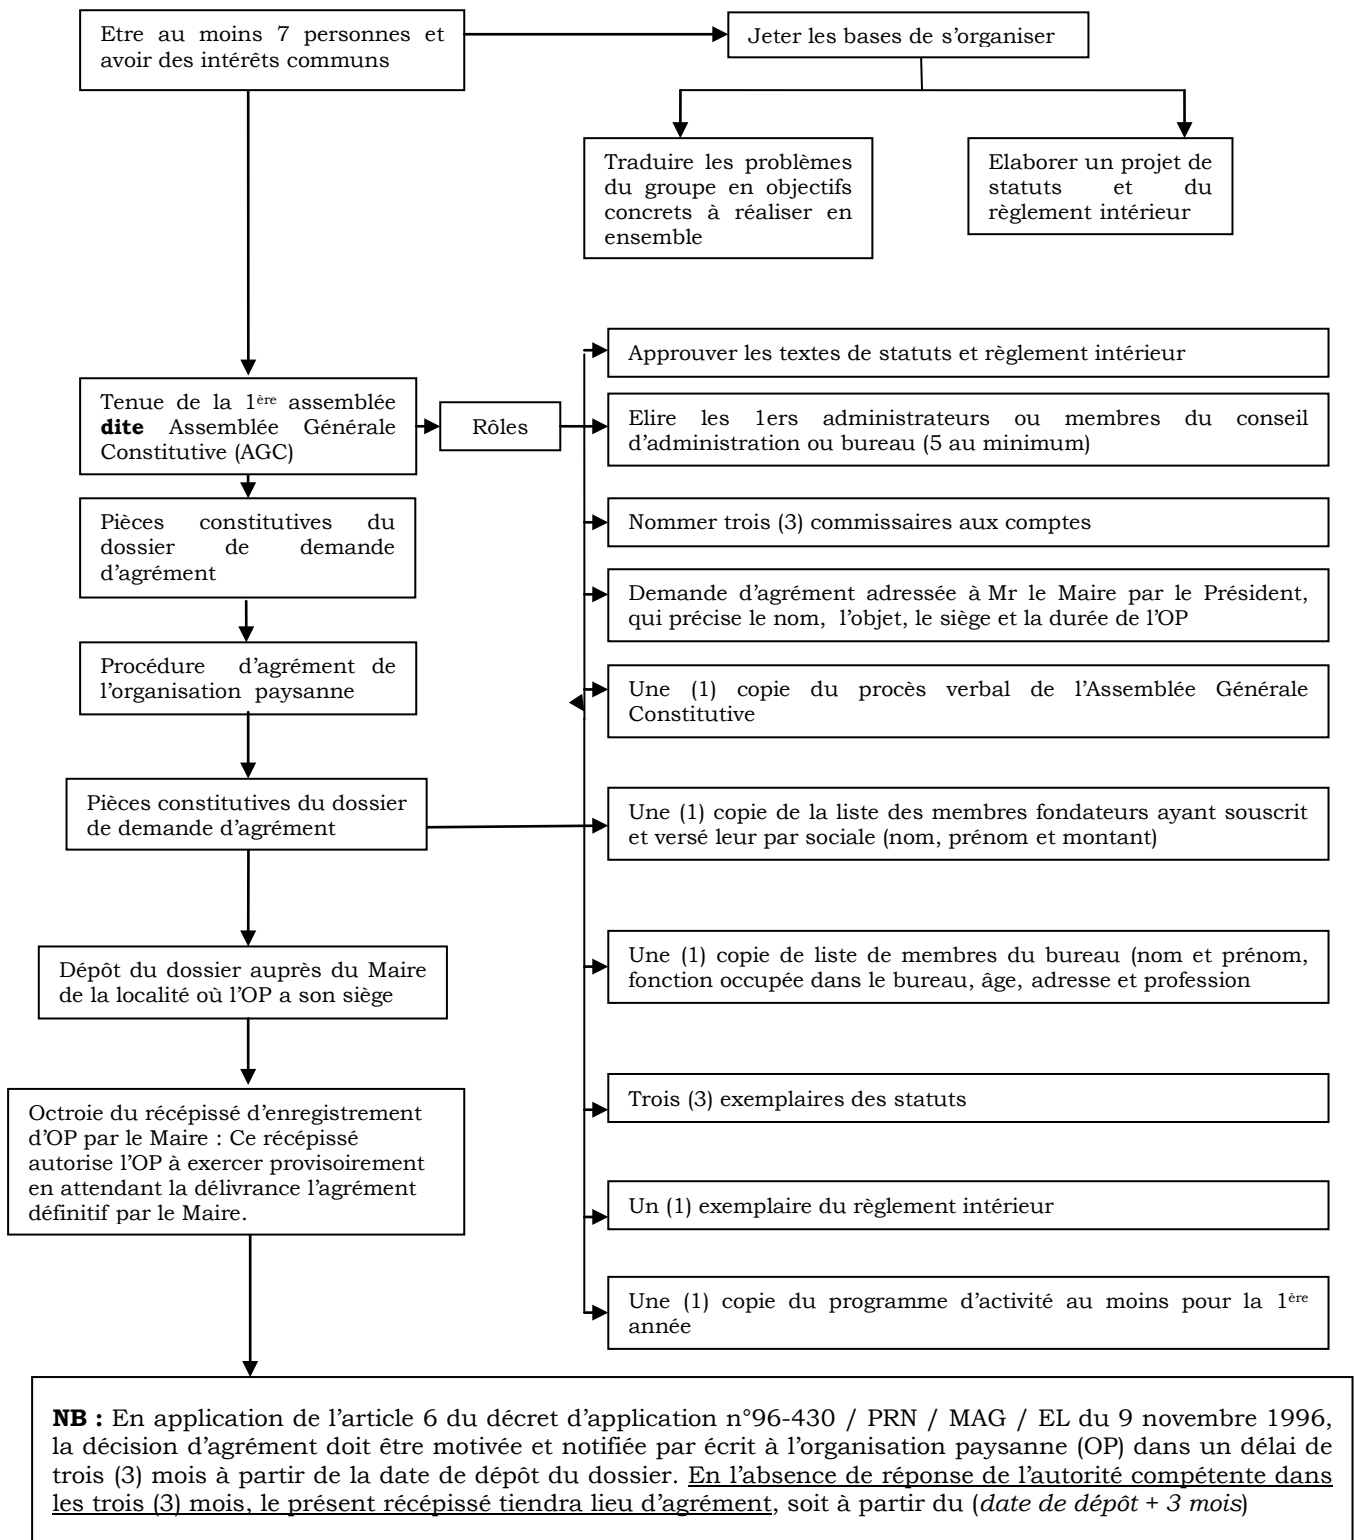 Etre au moins 7 personnes et
avoir des intérêts communs
Jeter les bases de s’organiser
Traduire les problèmes
du groupe en objectifs
concrets à réaliser en
ensemble
Elaborer un projet de
statuts et du
règlement intérieur
Tenue de la 1ère assemblée
dite Assemblée Générale
Constitutive (AGC)
Rôles
Approuver les textes de statuts et règlement intérieur
Elire les 1ers administrateurs ou membres du conseil
d’administration ou bureau (5 au minimum)
Pièces constitutives du
dossier de demande
d’agrément
Nommer trois (3) commissaires aux comptes
Demande d’agrément adressée à Mr le Maire par le Président,
qui précise le nom, l’objet, le siège et la durée de l’OP
Procédure d’agrément de
l’organisation paysanne
Une (1) copie du procès verbal de l’Assemblée Générale
Constitutive
Pièces constitutives du dossier
de demande d’agrément
Une (1) copie de la liste des membres fondateurs ayant souscrit
et versé leur par sociale (nom, prénom et montant)
Dépôt du dossier auprès du Maire
de la localité où l’OP a son siège
Une (1) copie de liste de membres du bureau (nom et prénom,
fonction occupée dans le bureau, âge, adresse et profession
Octroie du récépissé d’enregistrement
d’OP par le Maire : Ce récépissé
autorise l’OP à exercer provisoirement
en attendant la délivrance l’agrément
définitif par le Maire.
Trois (3) exemplaires des statuts
Un (1) exemplaire du règlement intérieur
Une (1) copie du programme d’activité au moins pour la 1ère
année
NB : En application de l’article 6 du décret d’application n°96-430 / PRN / MAG / EL du 9 novembre 1996,
la décision d’agrément doit être motivée et notifiée par écrit à l’organisation paysanne (OP) dans un délai de
trois (3) mois à partir de la date de dépôt du dossier. En l’absence de réponse de l’autorité compétente dans
les trois (3) mois, le présent récépissé tiendra lieu d’agrément, soit à partir du (date de dépôt + 3 mois)